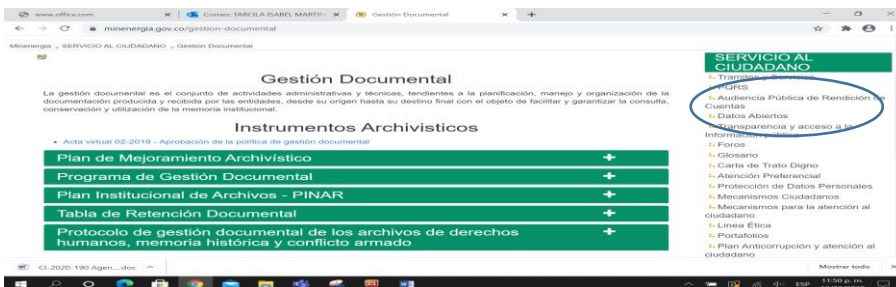 www.office.com
Correo: TARCILA ISABEL MARTIN
Gestión Documental
minenergia.gov.co/gestion-documental
Minenergia SERVICIO AL CIUDADANO Gestión Documental
Gestión Documental
La gestión documental es el conjunto de actividades administrativas y técnicas, tendientes a la planificación, manejo y organización de la
documentación producida y recibida por las entidades, desde su origen hasta su destino final con el objeto de facilitar y garantizar la consulta,
conservación y utilización de la memoria institucional.
Instrumentos Archivisticos
Acta virtual 02-2019 - Aprobación de la política de gestión documental
Plan de Mejoramiento Archivístico
Programa de Gestión Documental
Plan Institucional de Archivos - PINAR
Tabla de Retención Documental
Protocolo de gestión documental de los archivos de derechos
humanos, memoria histórica y conflicto armado
SERVICIO AL
CIUDADANO
Tramites y Servicios
PQRS
Audiencia Pública de Rendición de
Cuentas
Datos Abiertos
Transparencia y acceso a la
Información pública
Foros
Glosario
Carta de Trato Digno
Atención Preferencial
Protección de Datos Personales
Mecanismos Ciudadanos
Mecanismos para la atención al
ciudadano
Linea Ética
Portafolios
Plan Anticorrupción y atención al
ciudadano
CI-2020-190 Agen....doc
Mostrar todo
ESP
11:50 p. m.